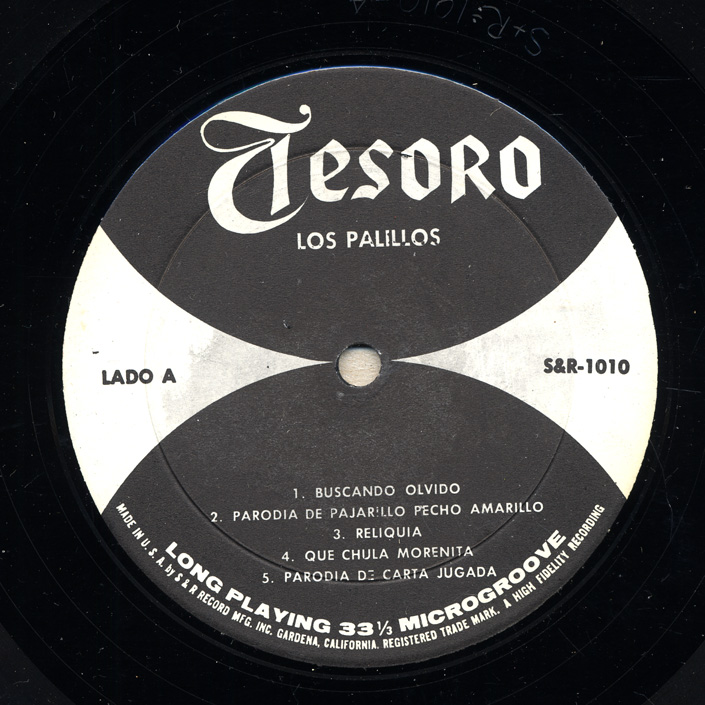 S+R=1010-A
Tesoro
LOS PALILLOS
LADO A
S&R-1010
1. BUSCANDO OLVIDO
2. PARODIA DE PAJARILLO PECHO AMARILLO
3. RELIQUIA
4. QUE CHULA MORENITA
5. PARODIA DE CARTA JUGADA
LONG PLAYING 33⅓ MICROGROOVE
MADE IN U.S.A. by S & R RECORD MFG. INC. GARDENA, CALIFORNIA. REGISTERED TRADE MARK. A HIGH FIDELITY RECORDING